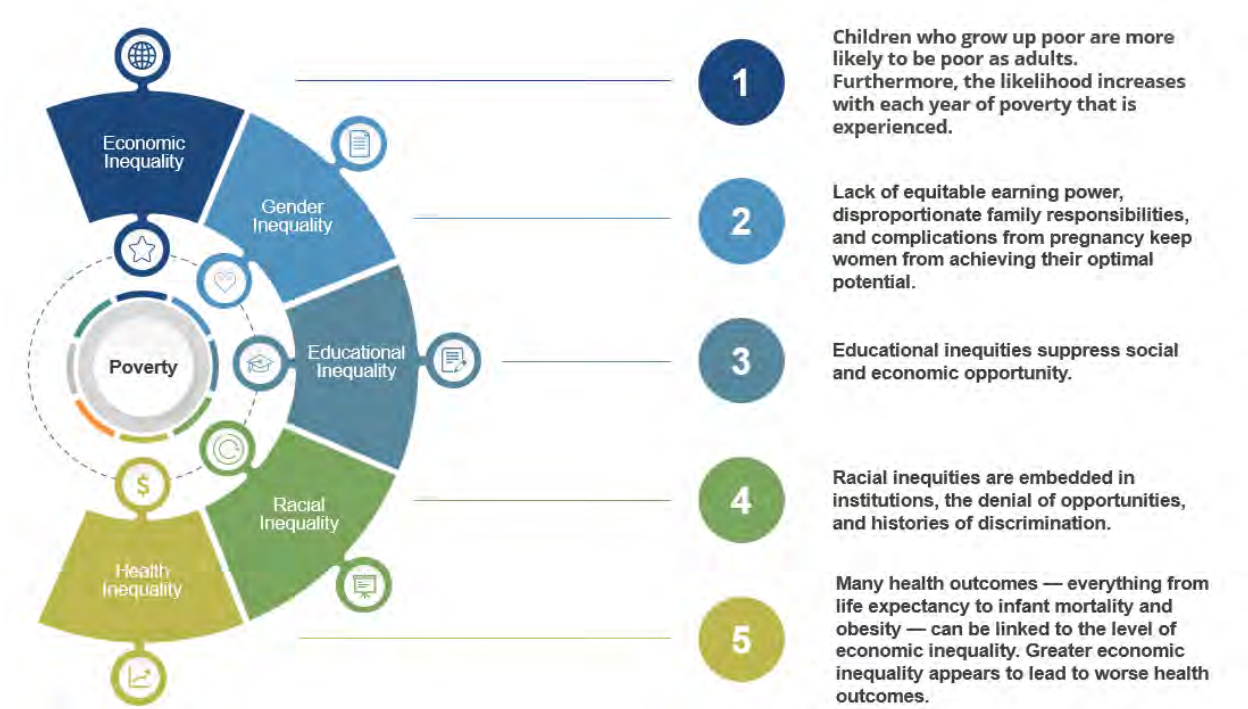 Economic
Inequality
Gender
Inequality
Educational
Inequality
Racial
Inequality
Health
Inequality
Poverty
$
1
Children who grow up poor are more
likely to be poor as adults.
Furthermore, the likelihood increases
with each year of poverty that is
experienced.
2
Lack of equitable earning power,
disproportionate family responsibilities,
and complications from pregnancy keep
women from achieving their optimal
potential.
3
Educational inequities suppress social
and economic opportunity.
4
Racial inequities are embedded in
institutions, the denial of opportunities,
and histories of discrimination.
5
Many health outcomes — everything from
life expectancy to infant mortality and
obesity — can be linked to the level of
economic inequality. Greater economic
inequality appears to lead to worse health
outcomes.